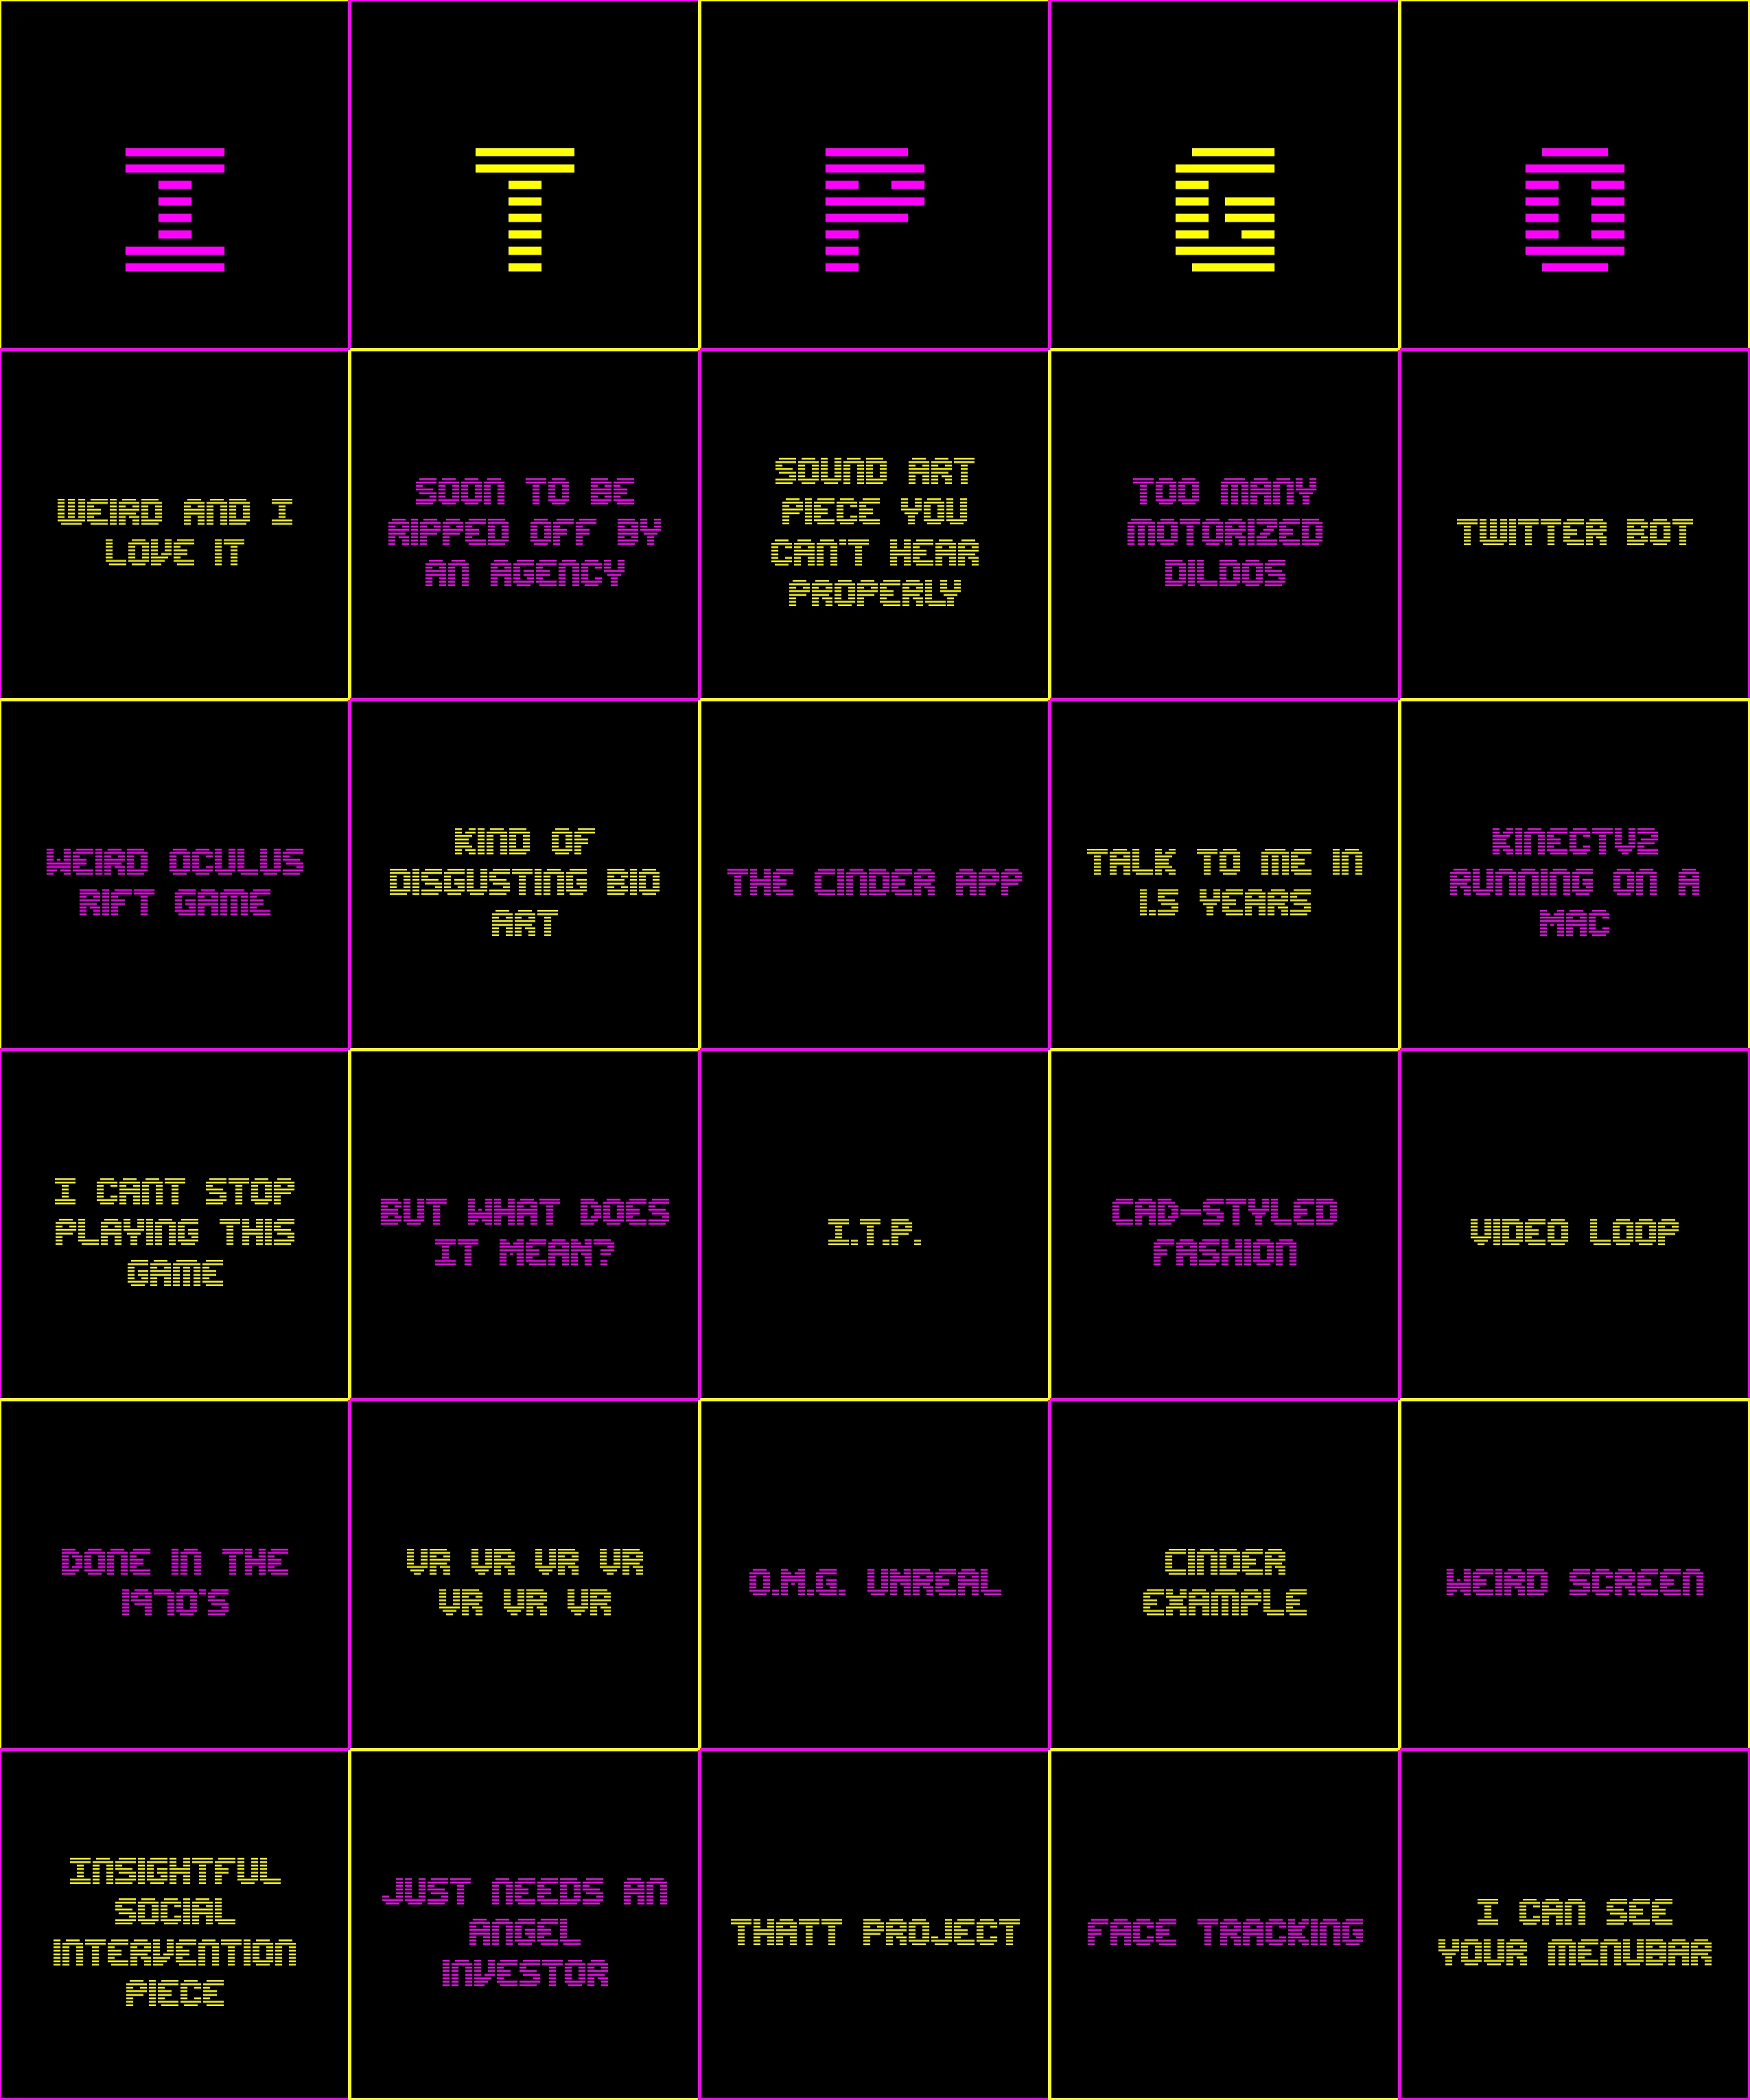 I T P G O
WEIRD AND I
LOVE IT
SOON TO BE
RIPPED OFF BY
AN AGENCY
SOUND ART
PIECE YOU
CAN'T HEAR
PROPERLY
TOO MANY
MOTORIZED
DILDOS
TWITTER BOT
WEIRD OCULUS
RIFT GAME
KIND OF
DISGUSTING BIO
ART
THE CINDER APP
TALK TO ME IN
1.5 YEARS
KINECTV2
RUNNING ON A
MAC
I CANT STOP
PLAYING THIS
GAME
BUT WHAT DOES
IT MEAN?
I.T.P.
CAD-STYLED
FASHION
VIDEO LOOP
DONE IN THE
1970'S
VR VR VR VR
VR VR VR
O.M.G. UNREAL
CINDER
EXAMPLE
WEIRD SCREEN
INSIGHTFUL
SOCIAL
INTERVENTION
PIECE
JUST NEEDS AN
ANGEL
INVESTOR
THATT PROJECT
FACE TRACKING
I CAN SEE
YOUR MENUBAR